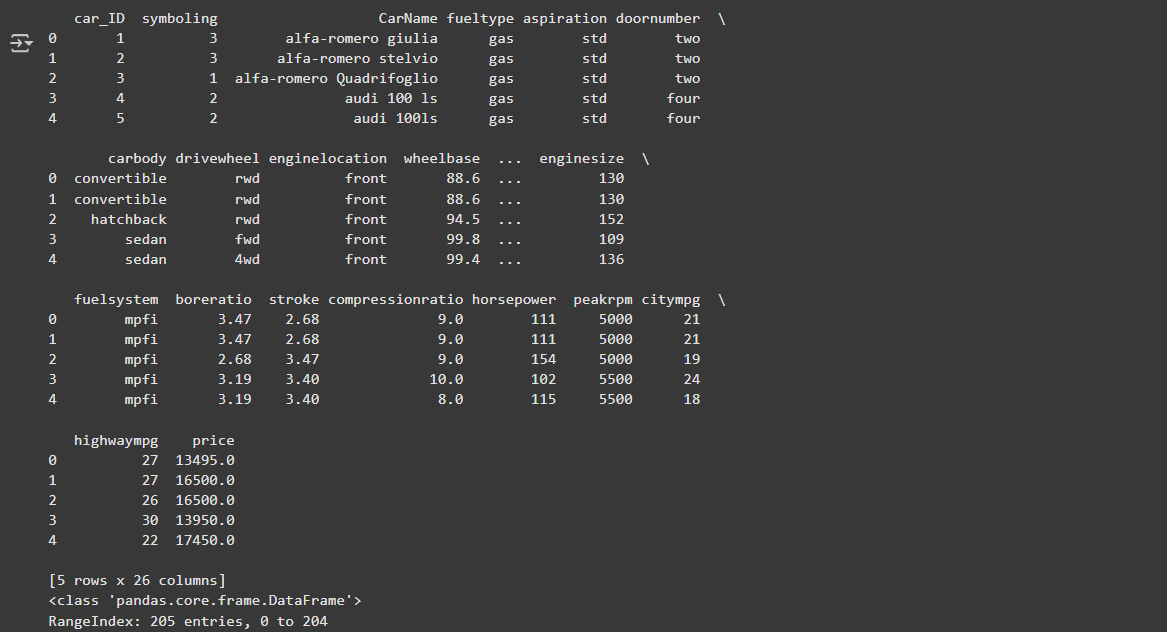 car_ID  symboling                   CarName fueltype aspiration doornumber  \
0       1          3        alfa-romero giulia      gas        std        two
1       2          3       alfa-romero stelvio      gas        std        two
2       3          1  alfa-romero Quadrifoglio      gas        std        two
3       4          2               audi 100 ls      gas        std       four
4       5          2                audi 100ls      gas        std       four
       carbody drivewheel enginelocation  wheelbase  ...  enginesize  \
0  convertible        rwd          front       88.6  ...         130
1  convertible        rwd          front       88.6  ...         130
2    hatchback        rwd          front       94.5  ...         152
3        sedan        fwd          front       99.8  ...         109
4        sedan        4wd          front       99.4  ...         136
   fuelsystem  boreratio  stroke compressionratio horsepower  peakrpm citympg  \
0        mpfi       3.47    2.68              9.0        111     5000      21
1        mpfi       3.47    2.68              9.0        111     5000      21
2        mpfi       2.68    3.47              9.0        154     5000      19
3        mpfi       3.19    3.40             10.0        102     5500      24
4        mpfi       3.19    3.40              8.0        115     5500      18
   highwaympg    price
0          27  13495.0
1          27  16500.0
2          26  16500.0
3          30  13950.0
4          22  17450.0
[5 rows x 26 columns]
<class 'pandas.core.frame.DataFrame'>
RangeIndex: 205 entries, 0 to 204